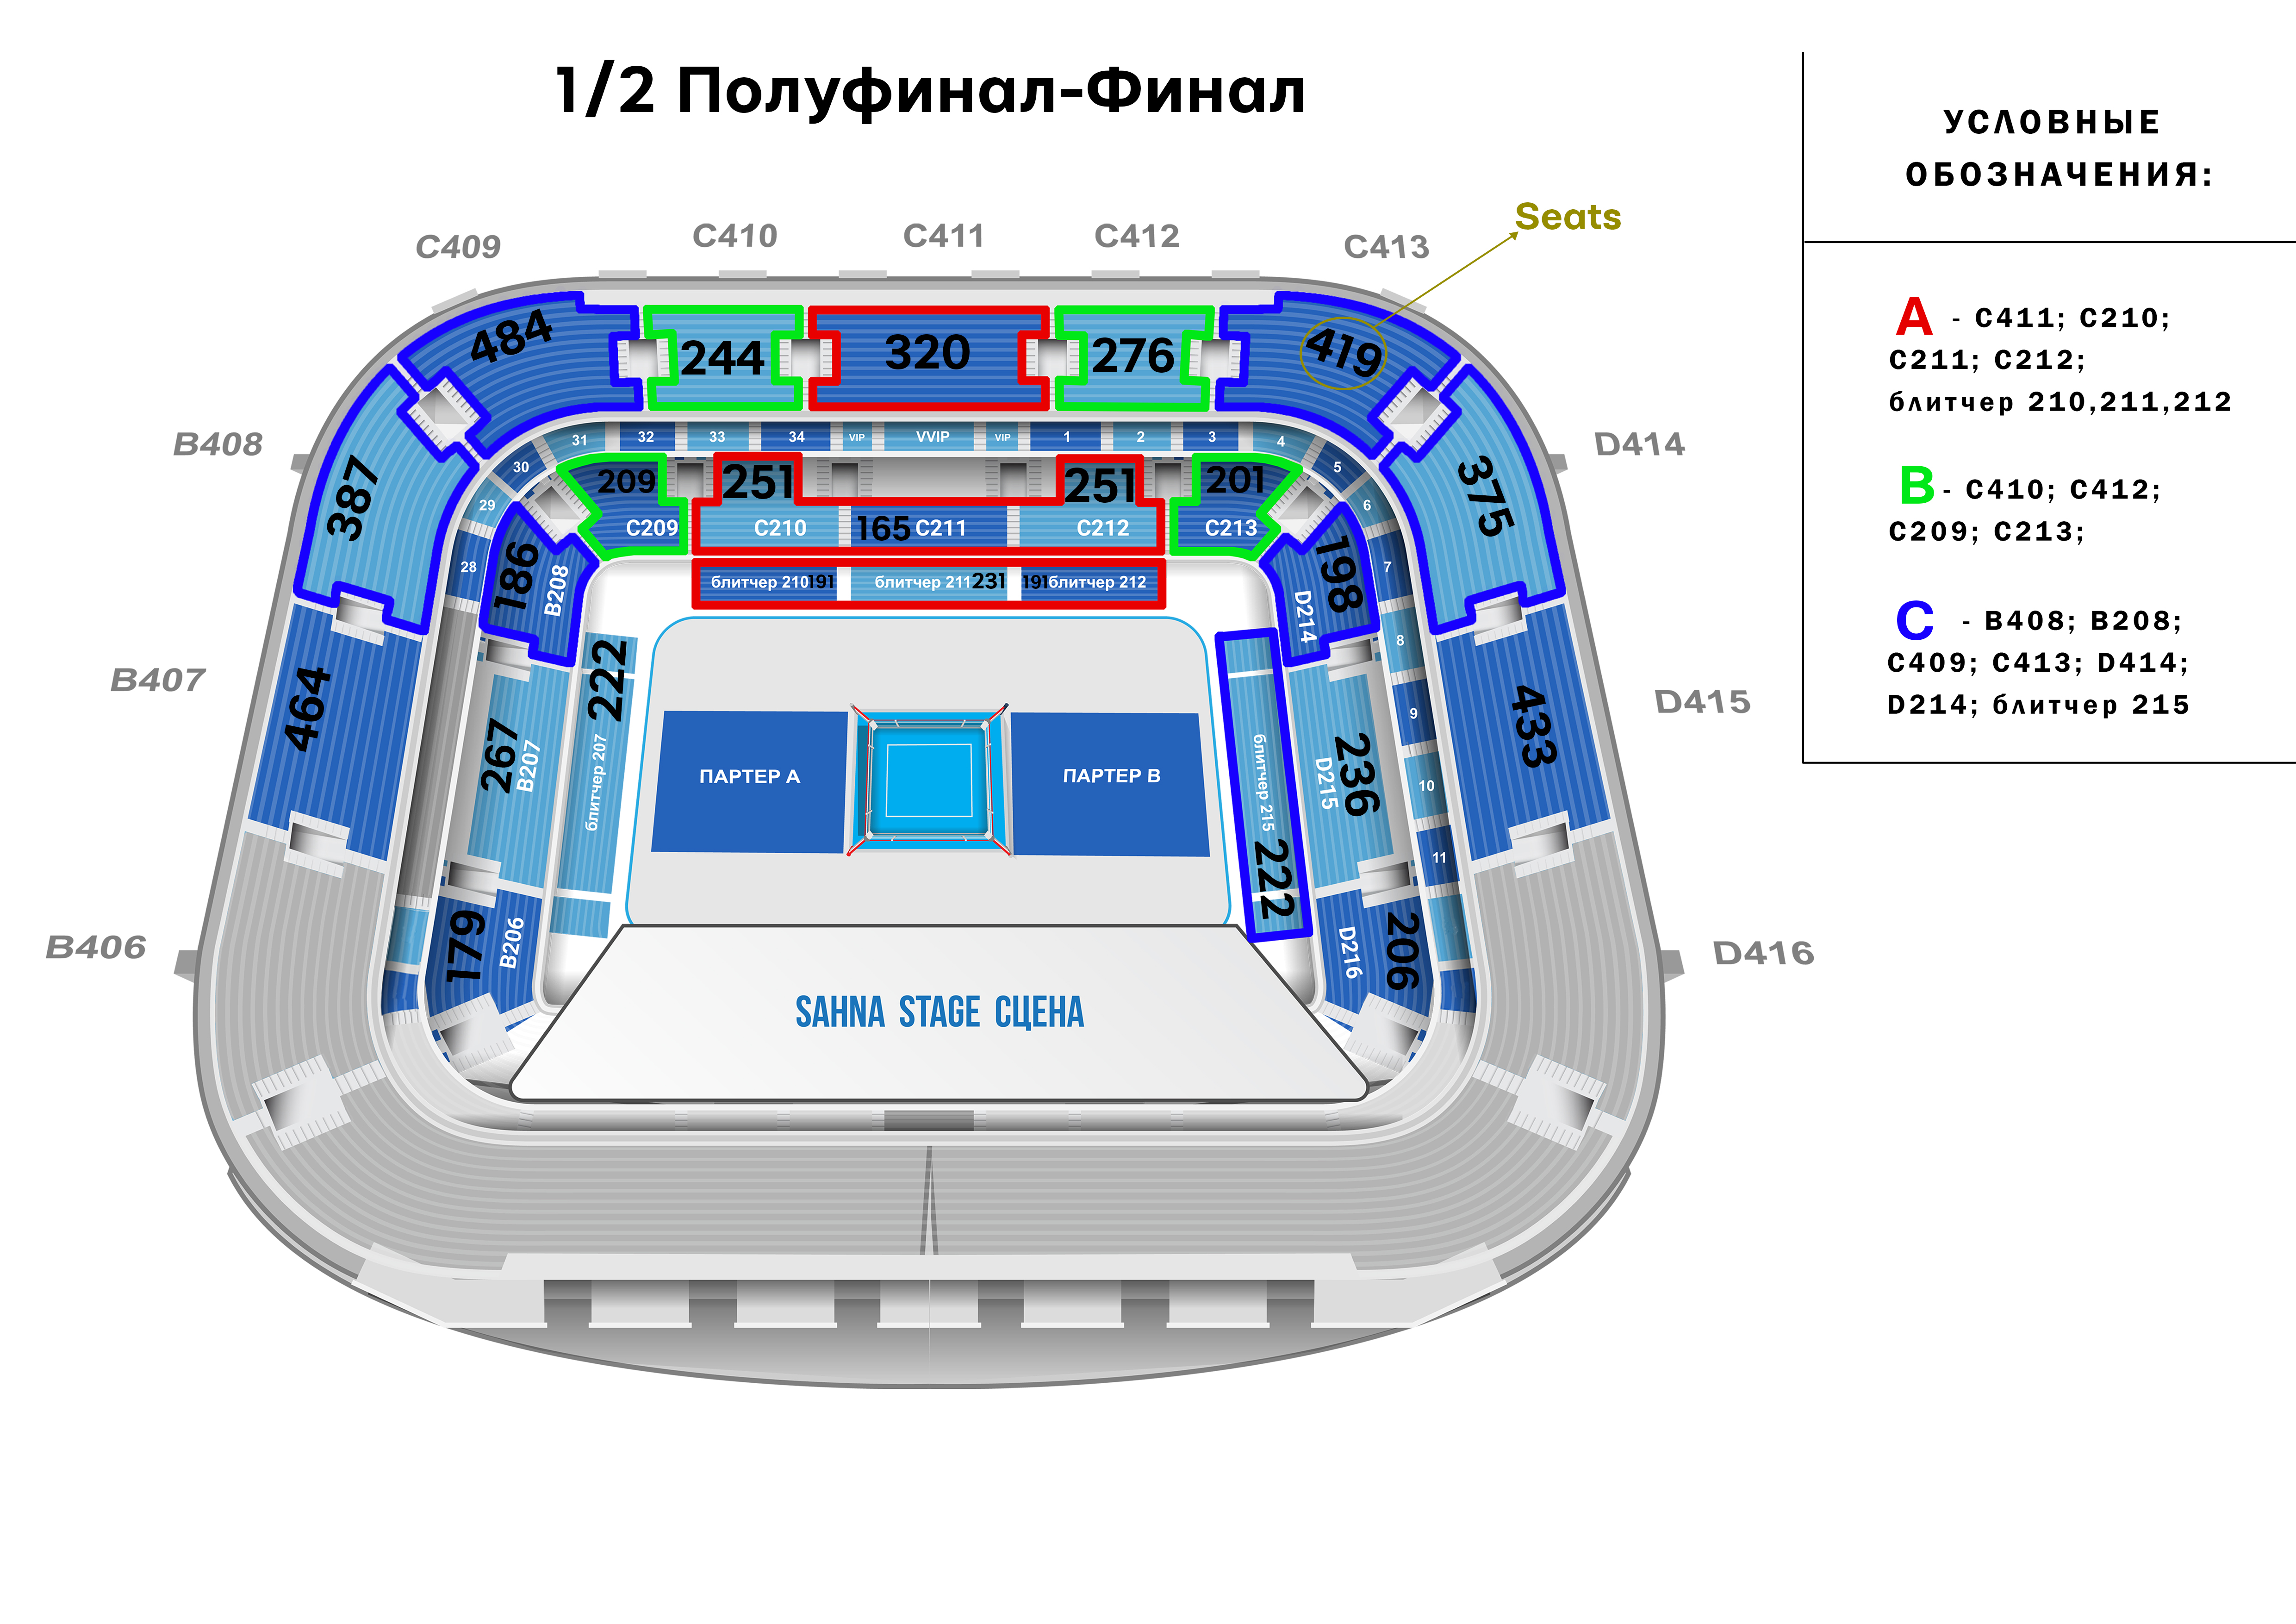 1/2 Полуфинал-Финал
УСЛОВНЫЕ
ОБОЗНАЧЕНИЯ:
Seats
C409
C410
C411
C412
C413
A - C411; C210;
C211; C212;
блитчер 210,211,212
B - C410; C412;
C209; C213;
C - B408; B208;
C409; C413; D414;
D214; блитчер 215
484
244
320
276
419
B408
D414
31
32
33
34
VIP
VVIP
VIP
1
2
3
4
30
5
29
6
28
7
8
9
10
11
387
375
209
251
251
201
C209
C210
165 C211
C212
C213
186
B208
198
D214
блитчер 210 191
блитчер 211 231
191 блитчер 212
B407
D415
464
433
267
B207
222
блитчер 207
ПАРТЕР А
ПАРТЕР В
блитчер 215
222
236
D215
B406
D416
179
B206
206
D216
SAHNA STAGE СЦЕНА